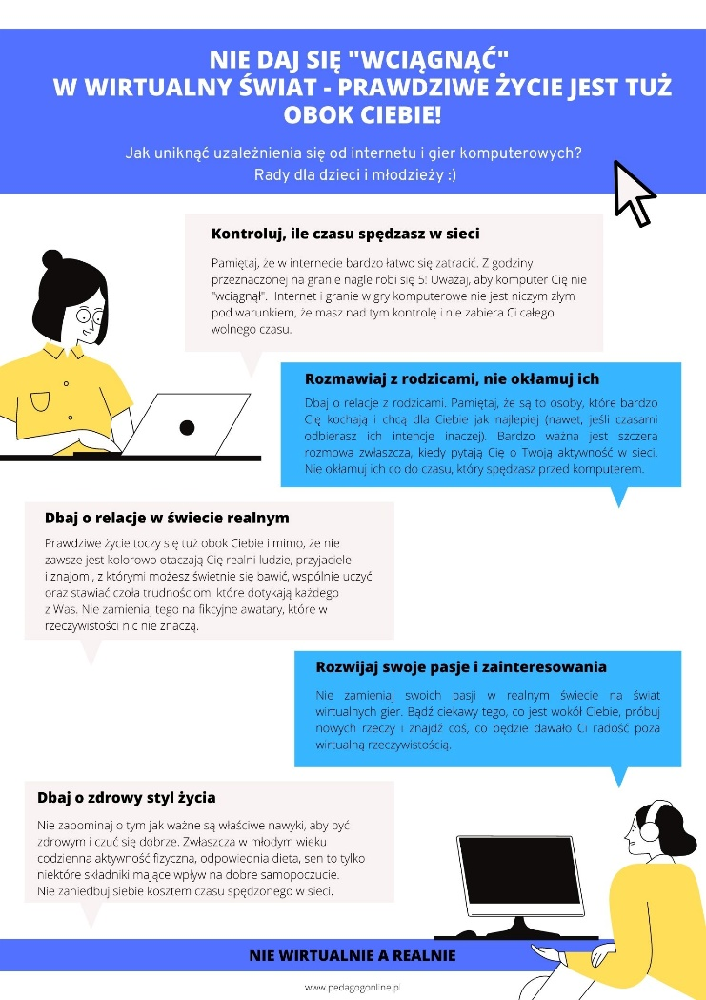 NIE DAJ SIĘ "WCIĄGNĄĆ"
W WIRTUALNY ŚWIAT - PRAWDZIWE ŻYCIE JEST TUŻ
OBOK CIEBIE!
Jak uniknąć uzależnienia się od internetu i gier komputerowych?
Rady dla dzieci i młodzieży :)
Kontroluj, ile czasu spędzasz w sieci
Pamiętaj, że w internecie bardzo łatwo się zatracić. Z godziny
przeznaczonej na granie nagle robi się 5! Uważaj, aby komputer Cię nie
"wciągnął". Internet i granie w gry komputerowe nie jest niczym złym
pod warunkiem, że masz nad tym kontrolę i nie zabiera Ci całego
wolnego czasu.
Rozmawiaj z rodzicami, nie okłamuj ich
Dbaj o relacje z rodzicami. Pamiętaj, że są to osoby, które bardzo
Cię kochają i chcą dla Ciebie jak najlepiej (nawet, jeśli czasami
odbierasz ich intencje inaczej). Bardzo ważna jest szczera
rozmowa zwłaszcza, kiedy pytają Cię o Twoją aktywność w sieci.
Nie okłamuj ich co do czasu, który spędzasz przed komputerem.
Dbaj o relacje w świecie realnym
Prawdziwe życie toczy się tuż obok Ciebie i mimo, że nie
zawsze jest kolorowo otaczają Cię realni ludzie, przyjaciele
i znajomi, z którymi możesz świetnie się bawić, wspólnie uczyć
oraz stawiać czoła trudnościom, które dotykają każdego
z Was. Nie zamieniaj tego na fikcyjne awatary, które w
rzeczywistości nic nie znaczą.
Rozwijaj swoje pasje i zainteresowania
Nie zamieniaj swoich pasji w realnym świecie na świat
wirtualnych gier. Bądź ciekawy tego, co jest wokół Ciebie, próbuj
nowych rzeczy i znajdź coś, co będzie dawało Ci radość poza
wirtualną rzeczywistością.
Dbaj o zdrowy styl życia
Nie zapominaj o tym jak ważne są właściwe nawyki, aby być
zdrowym i czuć się dobrze. Zwłaszcza w młodym wieku
codzienna aktywność fizyczna, odpowiednia dieta, sen to tylko
niektóre składniki mające wpływ na dobre samopoczucie.
Nie zaniedbuj siebie kosztem czasu spędzonego w sieci.
NIE WIRTUALNIE A REALNIE
www.pedagogonline.pl